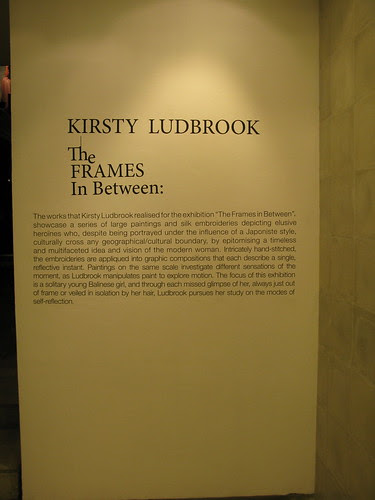 KIRSTY LUDBROOK
The
FRAMES
In Between:
The works that Kirsty Ludbrook realised for the exhibition "The Frames in Between",
showcase a series of large paintings and silk embroideries depicting elusive
heroines who, despite being portrayed under the influence of a Japoniste style,
culturally cross any geographical/cultural boundary, by epitomising a timeless
and multifaceted idea and vision of the modern woman. Intricately hand-stitched,
the embroideries are appliqued into graphic compositions that each describe a single,
reflective instant. Paintings on the same scale investigate different sensations of the
moment, as Ludbrook manipulates paint to explore motion. The focus of this exhibition
is a solitary young Balinese girl, and through each missed glimpse of her, always just out
of frame or veiled in isolation by her hair, Ludbrook pursues her study on the modes of
self-reflection.